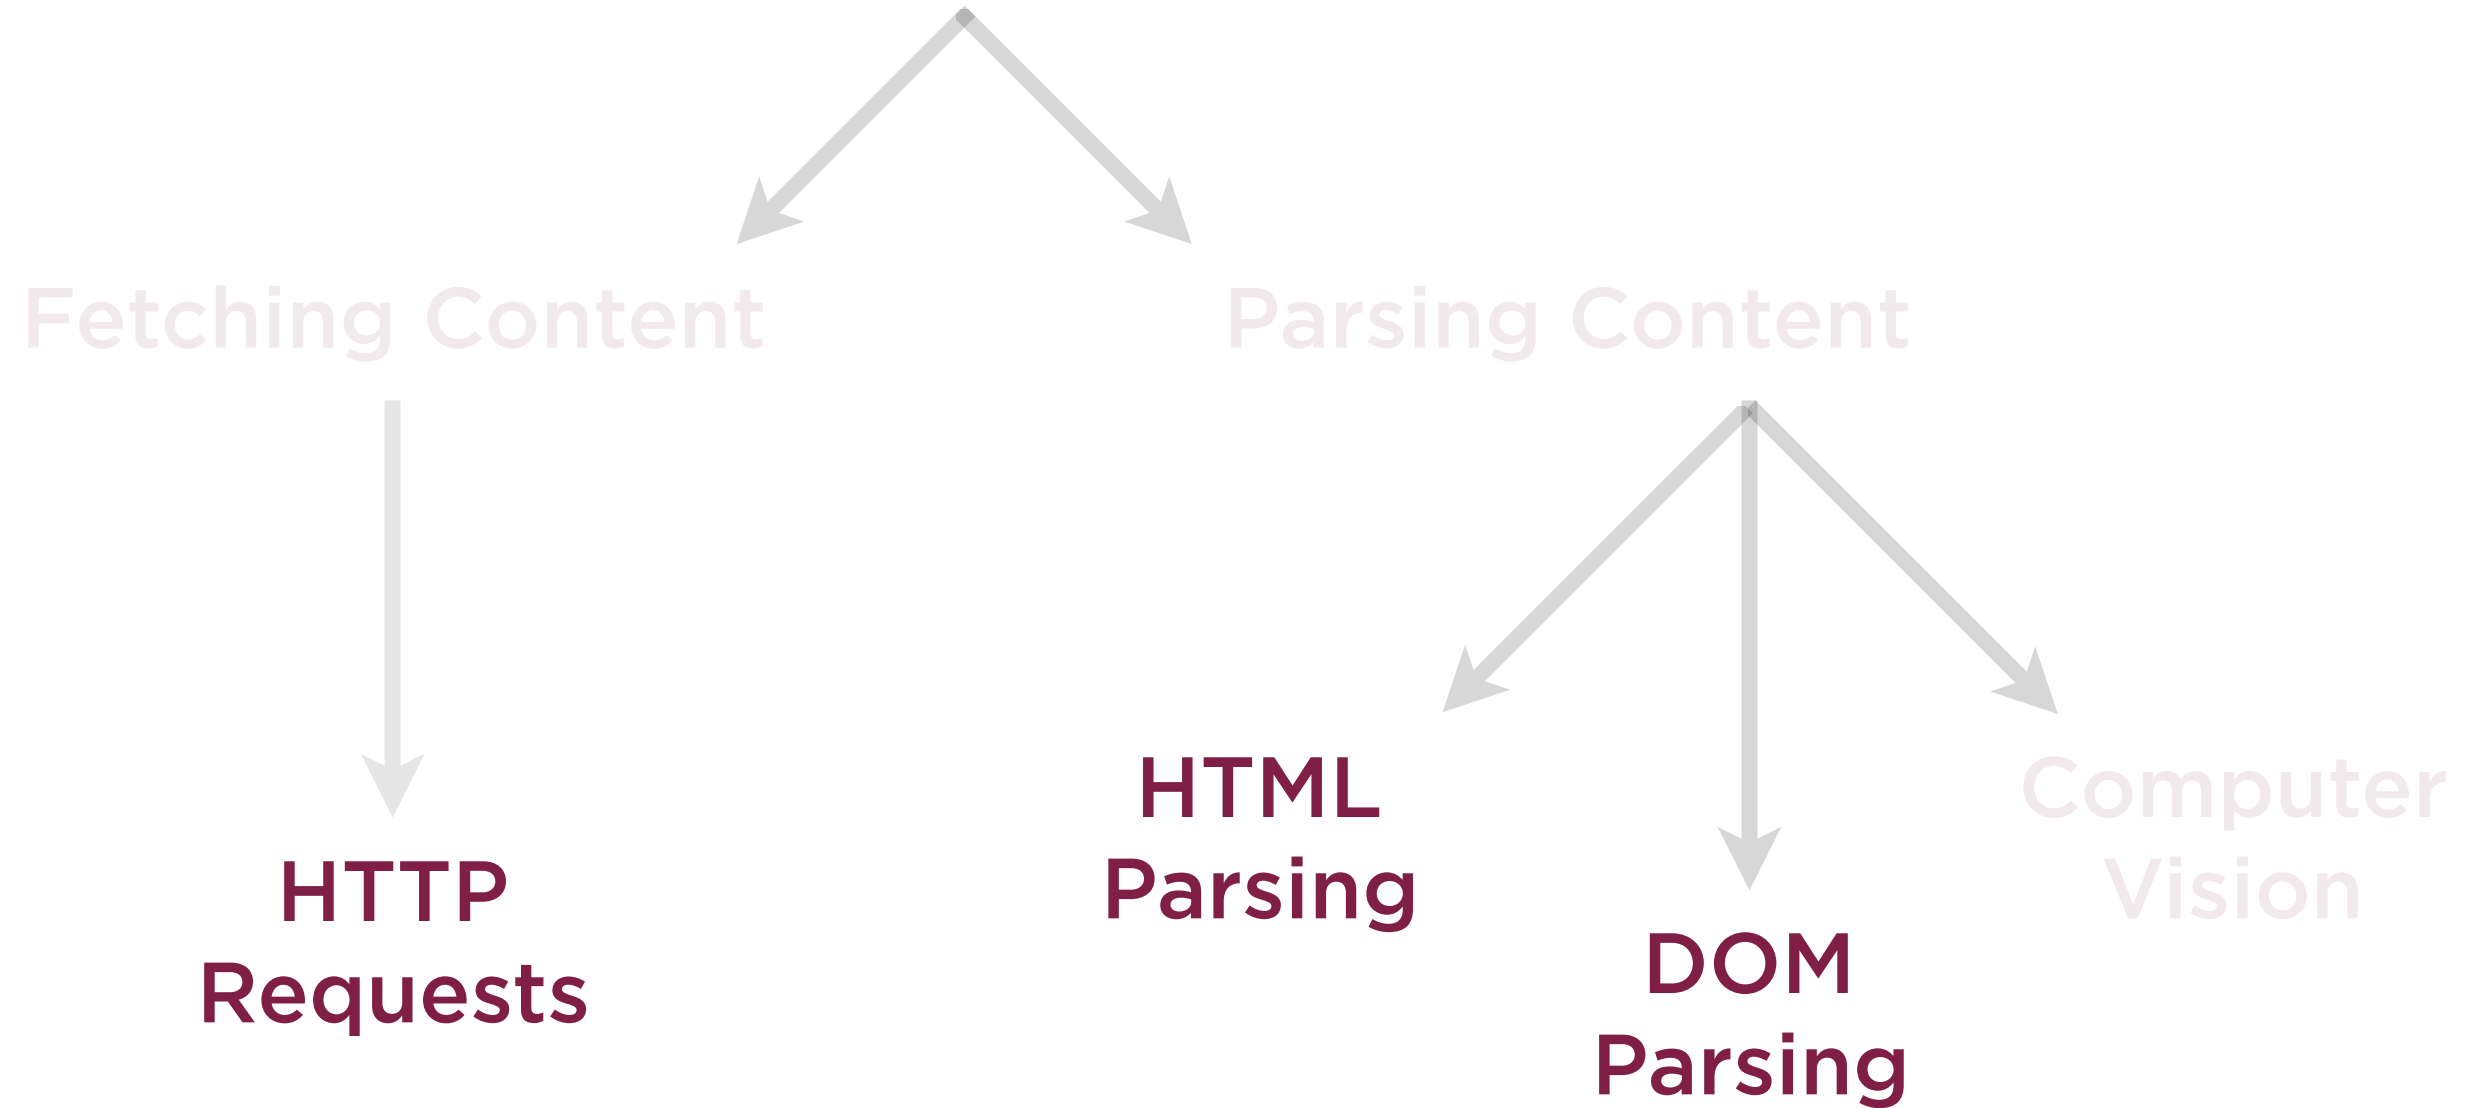 Fetching Content
Parsing Content
HTTP
Requests
HTML
Parsing
DOM
Parsing
Computer
Vision